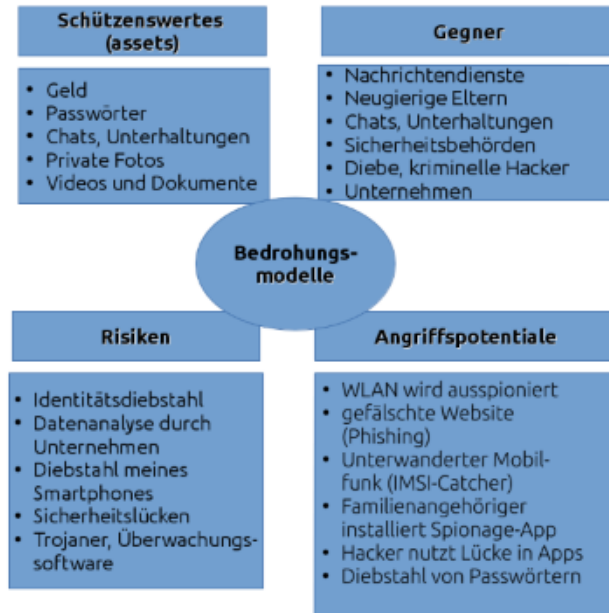 Schützenswertes
(assets)
• Geld
• Passwörter
• Chats, Unterhaltungen
• Private Fotos
• Videos und Dokumente
Gegner
• Nachrichtendienste
• Neugierige Eltern
• Chats, Unterhaltungen
• Sicherheitsbehörden
• Diebe, kriminelle Hacker
• Unternehmen
Bedrohungs-
modelle
Risiken
• Identitätsdiebstahl
• Datenanalyse durch
Unternehmen
• Diebstahl meines
Smartphones
• Sicherheitslücken
• Trojaner, Überwachungs-
software
Angriffspotentiale
• WLAN wird ausspioniert
• gefälschte Website
(Phishing)
• Unterwanderter Mobil-
funk (IMSI-Catcher)
• Familienangehöriger
installiert Spionage-App
• Hacker nutzt Lücke in Apps
• Diebstahl von Passwörtern